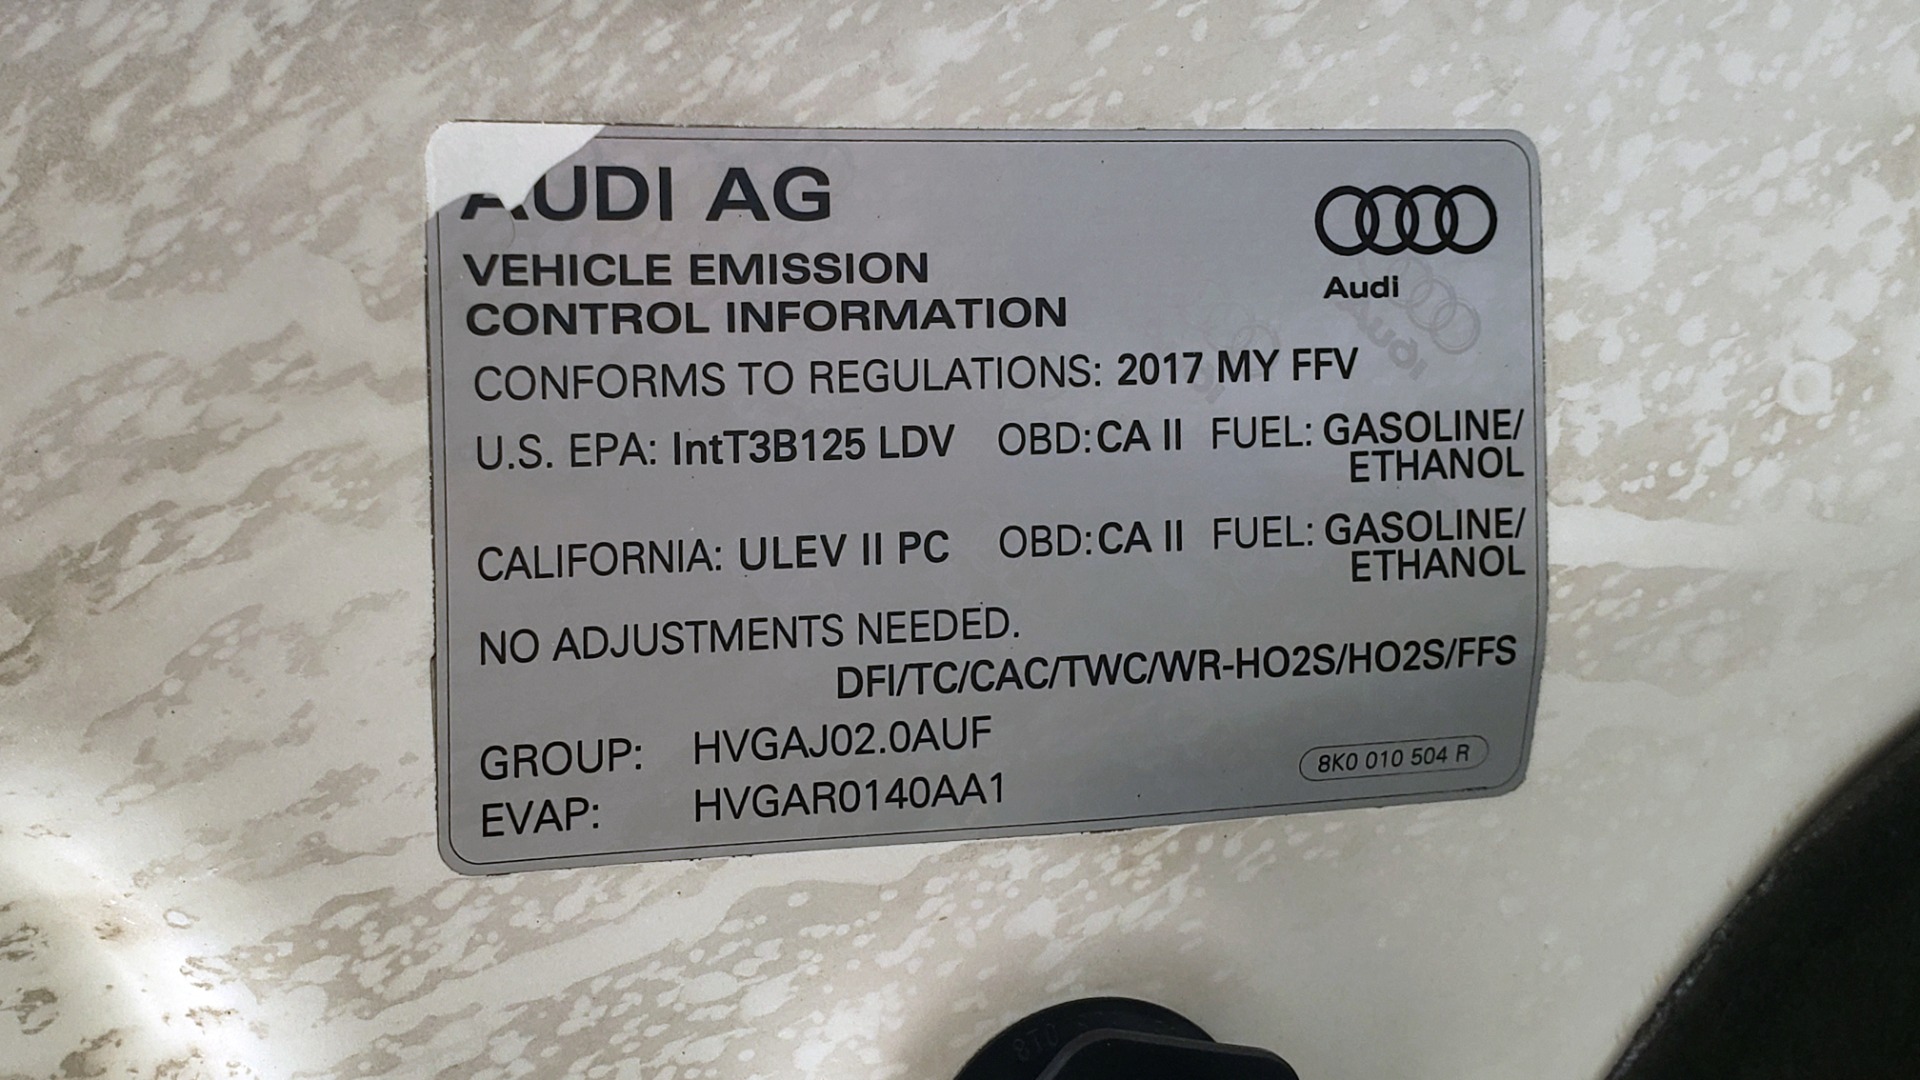 AUDI AG
VEHICLE EMISSION
CONTROL INFORMATION
Audi
CONFORMS TO REGULATIONS: 2017 MY FFV
U.S. EPA: IntT3B125 LDV OBD: CA II FUEL: GASOLINE/
ETHANOL
CALIFORNIA: ULEV II PC OBD: CA II FUEL: GASOLINE/
ETHANOL
NO ADJUSTMENTS NEEDED.
DFI/TC/CAC/TWC/WR-HO2S/HO2S/FFS
GROUP: HVGAJ02.0AUF
EVAP: HVGAR0140AA1
8K0 010 504 R